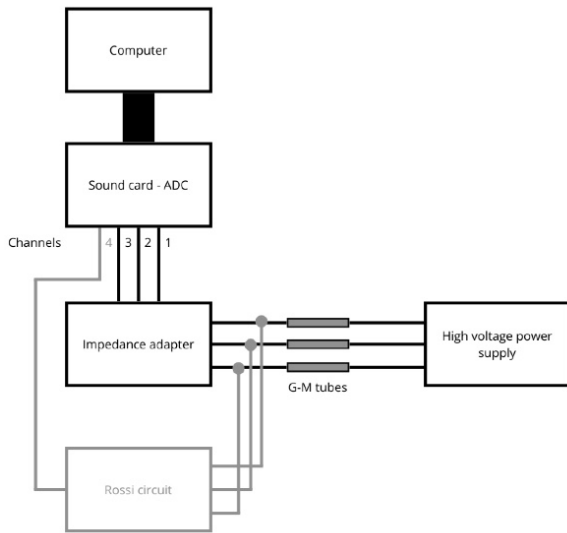 Computer
Sound card - ADC
Channels 4 3 2 1
Impedance adapter
High voltage power
supply
G-M tubes
Rossi circuit